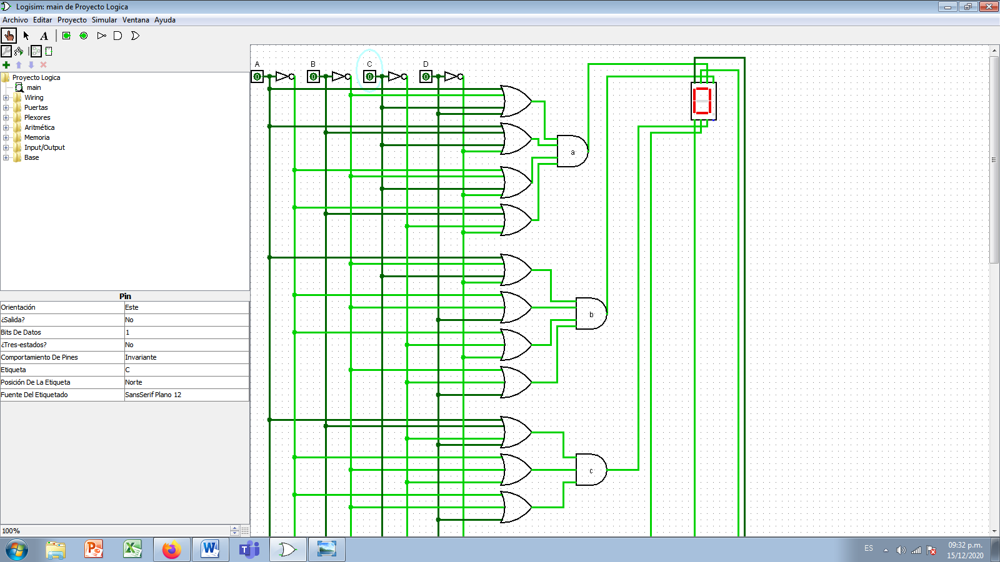 Logisim: main de Proyecto Logica
Archivo Editar Proyecto Simular Ventana Ayuda
A
Proyecto Logica
main
Wiring
Puertas
Plexores
Aritmética
Memoria
Input/Output
Base
Pin
Orientación Este
¿Salida? No
Bits De Datos 1
¿Tres-estados? No
Comportamiento De Pines Invariante
Etiqueta C
Posición De La Etiqueta Norte
Fuente Del Etiquetado SansSerif Plano 12
100%
A B C D
0 0 0 0
a
b
c
ES
09:32 p.m.
15/12/2020